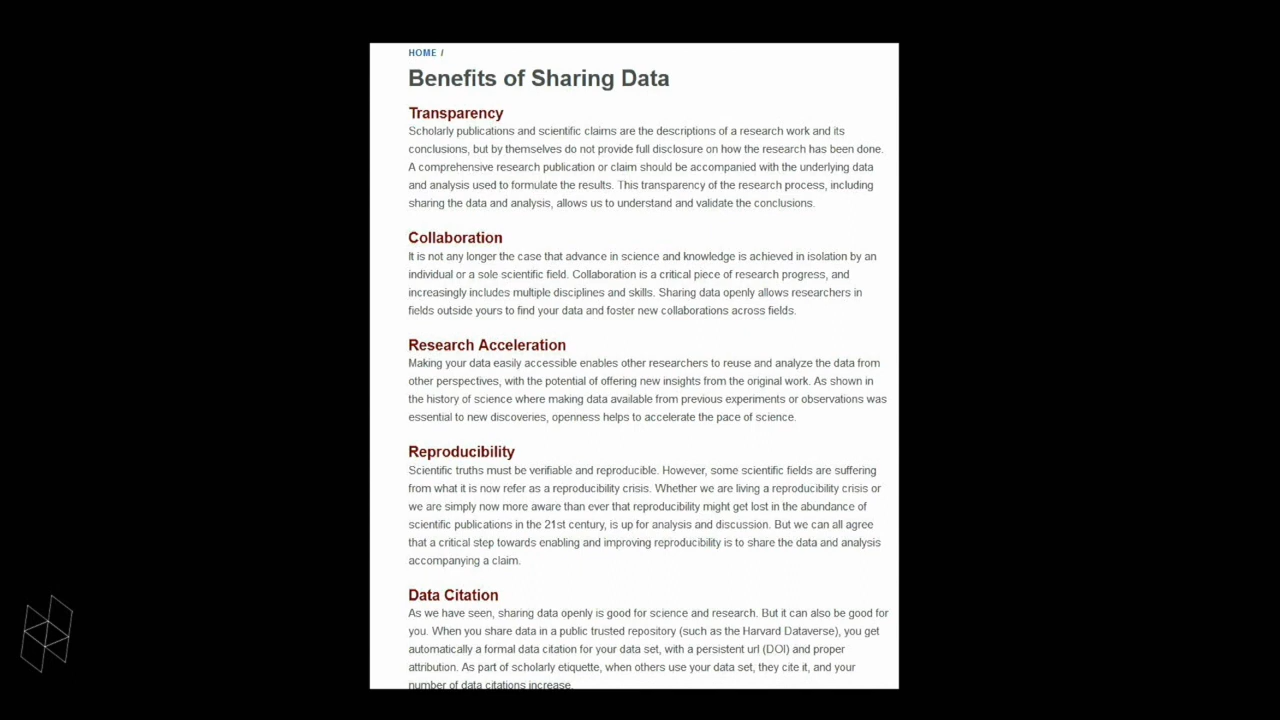 HOME /
Benefits of Sharing Data
Transparency
Scholarly publications and scientific claims are the descriptions of a research work and its
conclusions, but by themselves do not provide full disclosure on how the research has been done.
A comprehensive research publication or claim should be accompanied with the underlying data
and analysis used to formulate the results. This transparency of the research process, including
sharing the data and analysis, allows us to understand and validate the conclusions.
Collaboration
It is not any longer the case that advance in science and knowledge is achieved in isolation by an
individual or a sole scientific field. Collaboration is a critical piece of research progress, and
increasingly includes multiple disciplines and skills. Sharing data openly allows researchers in
fields outside yours to find your data and foster new collaborations across fields.
Research Acceleration
Making your data easily accessible enables other researchers to reuse and analyze the data from
other perspectives, with the potential of offering new insights from the original work. As shown in
the history of science where making data available from previous experiments or observations was
essential to new discoveries, openness helps to accelerate the pace of science.
Reproducibility
Scientific truths must be verifiable and reproducible. However, some scientific fields are suffering
from what it is now refer as a reproducibility crisis. Whether we are living a reproducibility crisis or
we are simply now more aware than ever that reproducibility might get lost in the abundance of
scientific publications in the 21st century, is up for analysis and discussion. But we can all agree
that a critical step towards enabling and improving reproducibility is to share the data and analysis
accompanying a claim.
Data Citation
As we have seen, sharing data openly is good for science and research. But it can also be good for
you. When you share data in a public trusted repository (such as the Harvard Dataverse), you get
automatically a formal data citation for your data set, with a persistent url (DOI) and proper
attribution. As part of scholarly etiquette, when others use your data set, they cite it, and your
number of data citations increase.